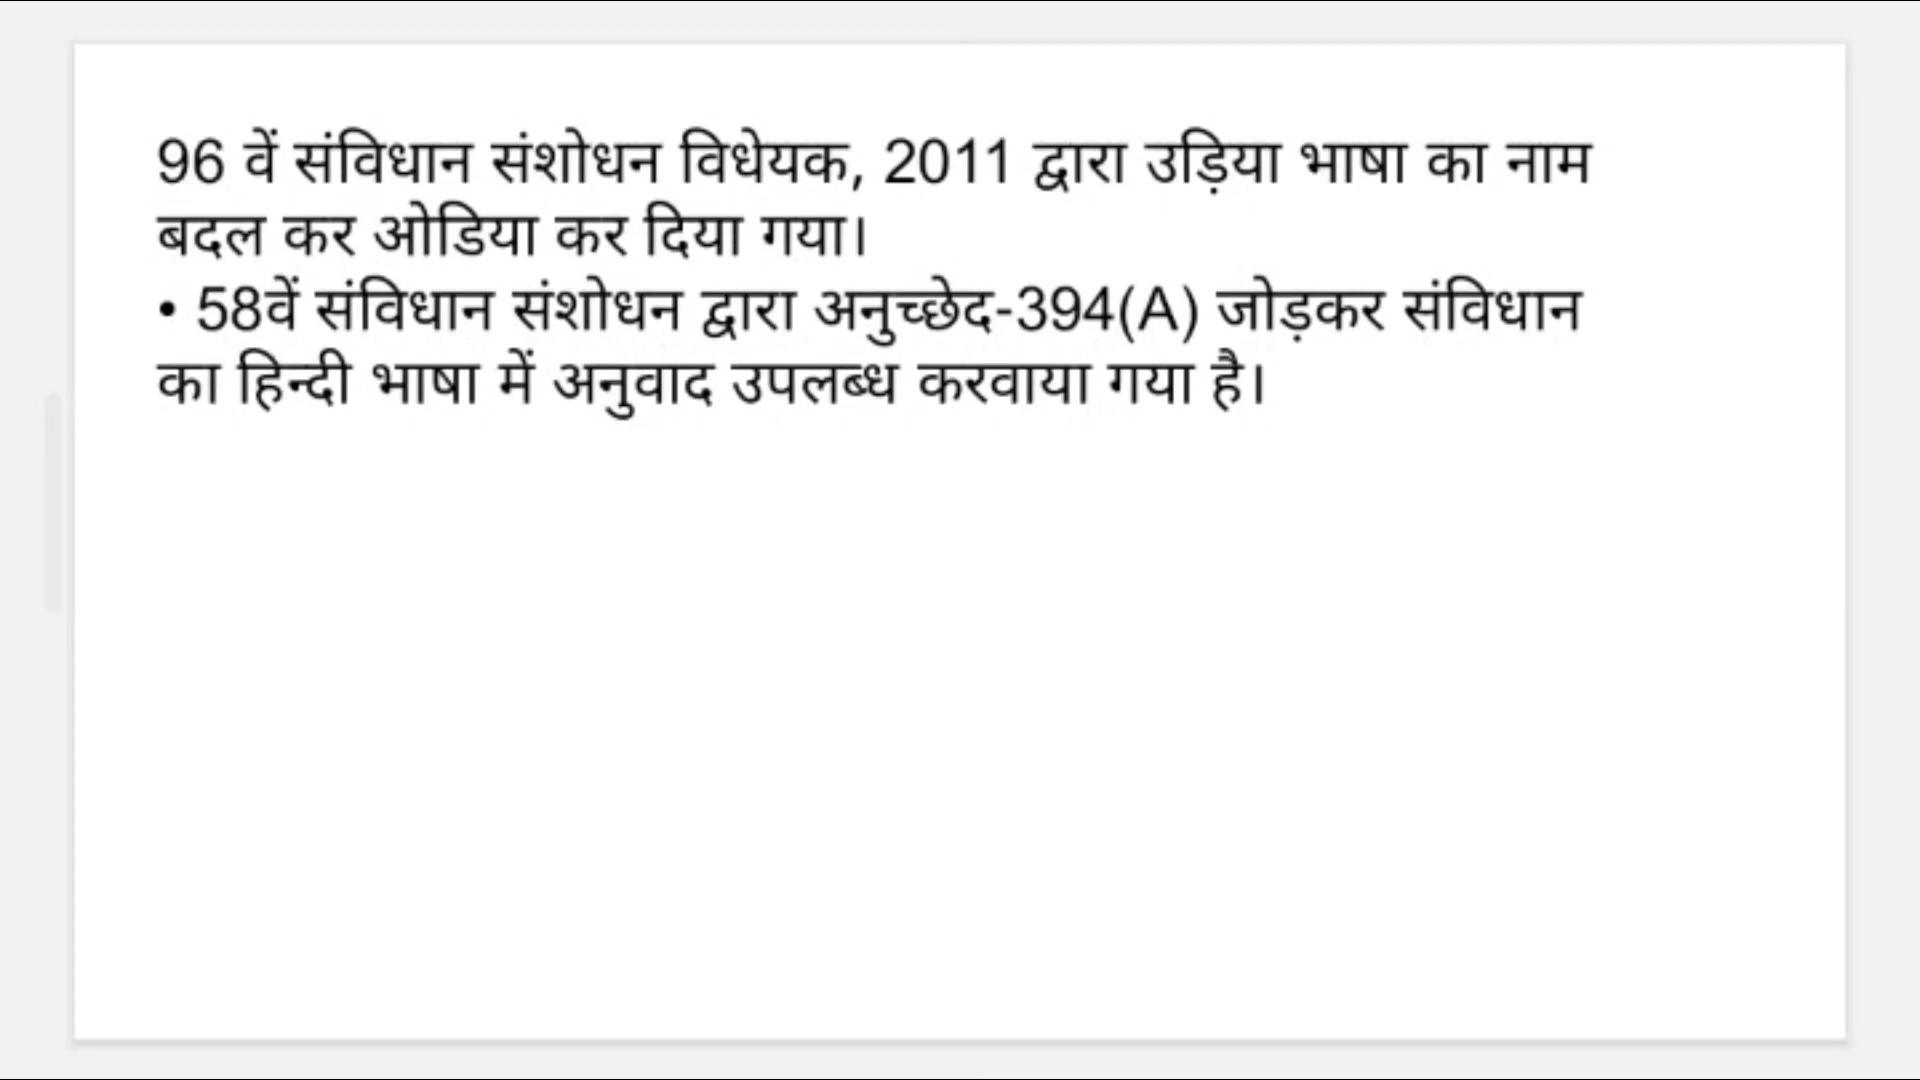 96 वें संविधान संशोधन विधेयक, 2011 द्वारा उड़िया भाषा का नाम
बदल कर ओडिया कर दिया गया।
• 58वें संविधान संशोधन द्वारा अनुच्छेद-394(A) जोड़कर संविधान
का हिन्दी भाषा में अनुवाद उपलब्ध करवाया गया है।